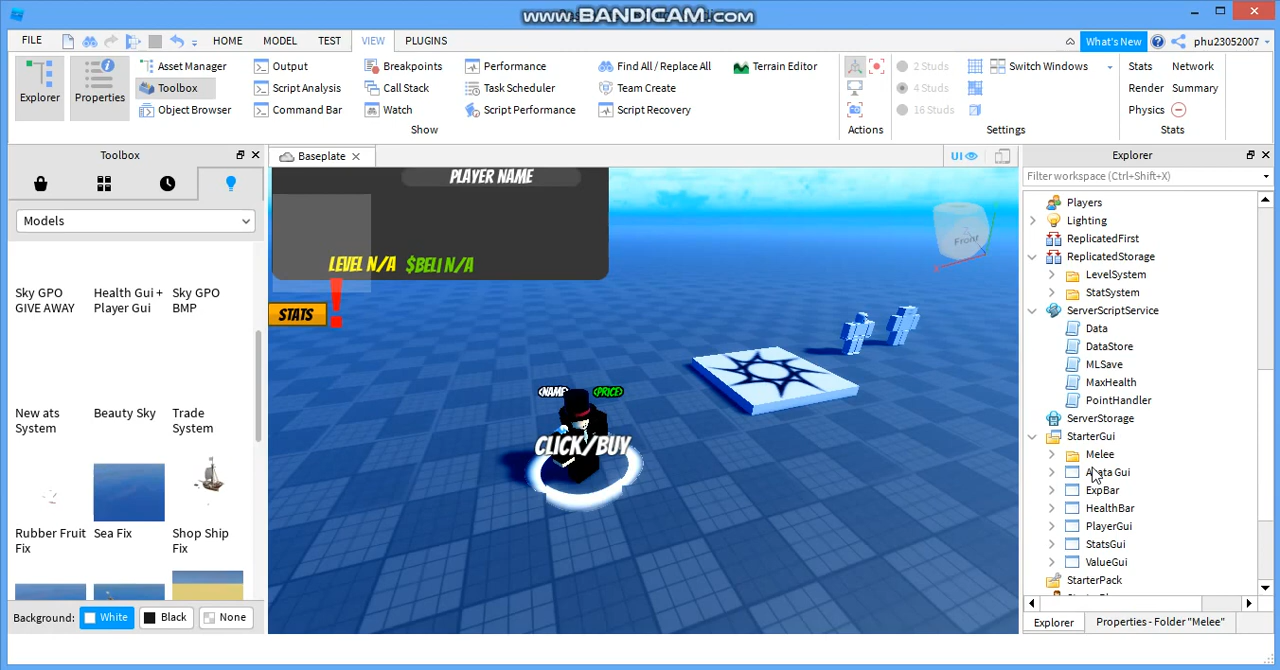 www.BANDICAM.com
FILE HOME MODEL TEST VIEW PLUGINS What's New phu23052007
Explorer Properties
Asset Manager Output Breakpoints Performance Find All / Replace All Terrain Editor
Toolbox Script Analysis Call Stack Task Scheduler Team Create
Object Browser Command Bar Watch Script Performance Script Recovery
2 Studs Switch Windows Stats Network
4 Studs Render Summary
16 Studs Physics
Show Actions Settings Stats
Toolbox
Models
Sky GPO GIVE AWAY
Health Gui + Player Gui
Sky GPO BMP
New ats System
Beauty Sky
Trade System
Rubber Fruit Fix
Sea Fix
Shop Ship Fix
Background: White Black None
Baseplate UI
PLAYER NAME
LEVEL N/A $BELI N/A
STATS !
Front
<NAME> <PRICE>
CLICK/BUY
Explorer
Filter workspace (Ctrl+Shift+X)
Players
Lighting
ReplicatedFirst
ReplicatedStorage
LevelSystem
StatSystem
ServerScriptService
Data
DataStore
MLSave
MaxHealth
PointHandler
ServerStorage
StarterGui
Melee
Gui
ExpBar
HealthBar
PlayerGui
StatsGui
ValueGui
StarterPack
Explorer Properties - Folder "Melee"